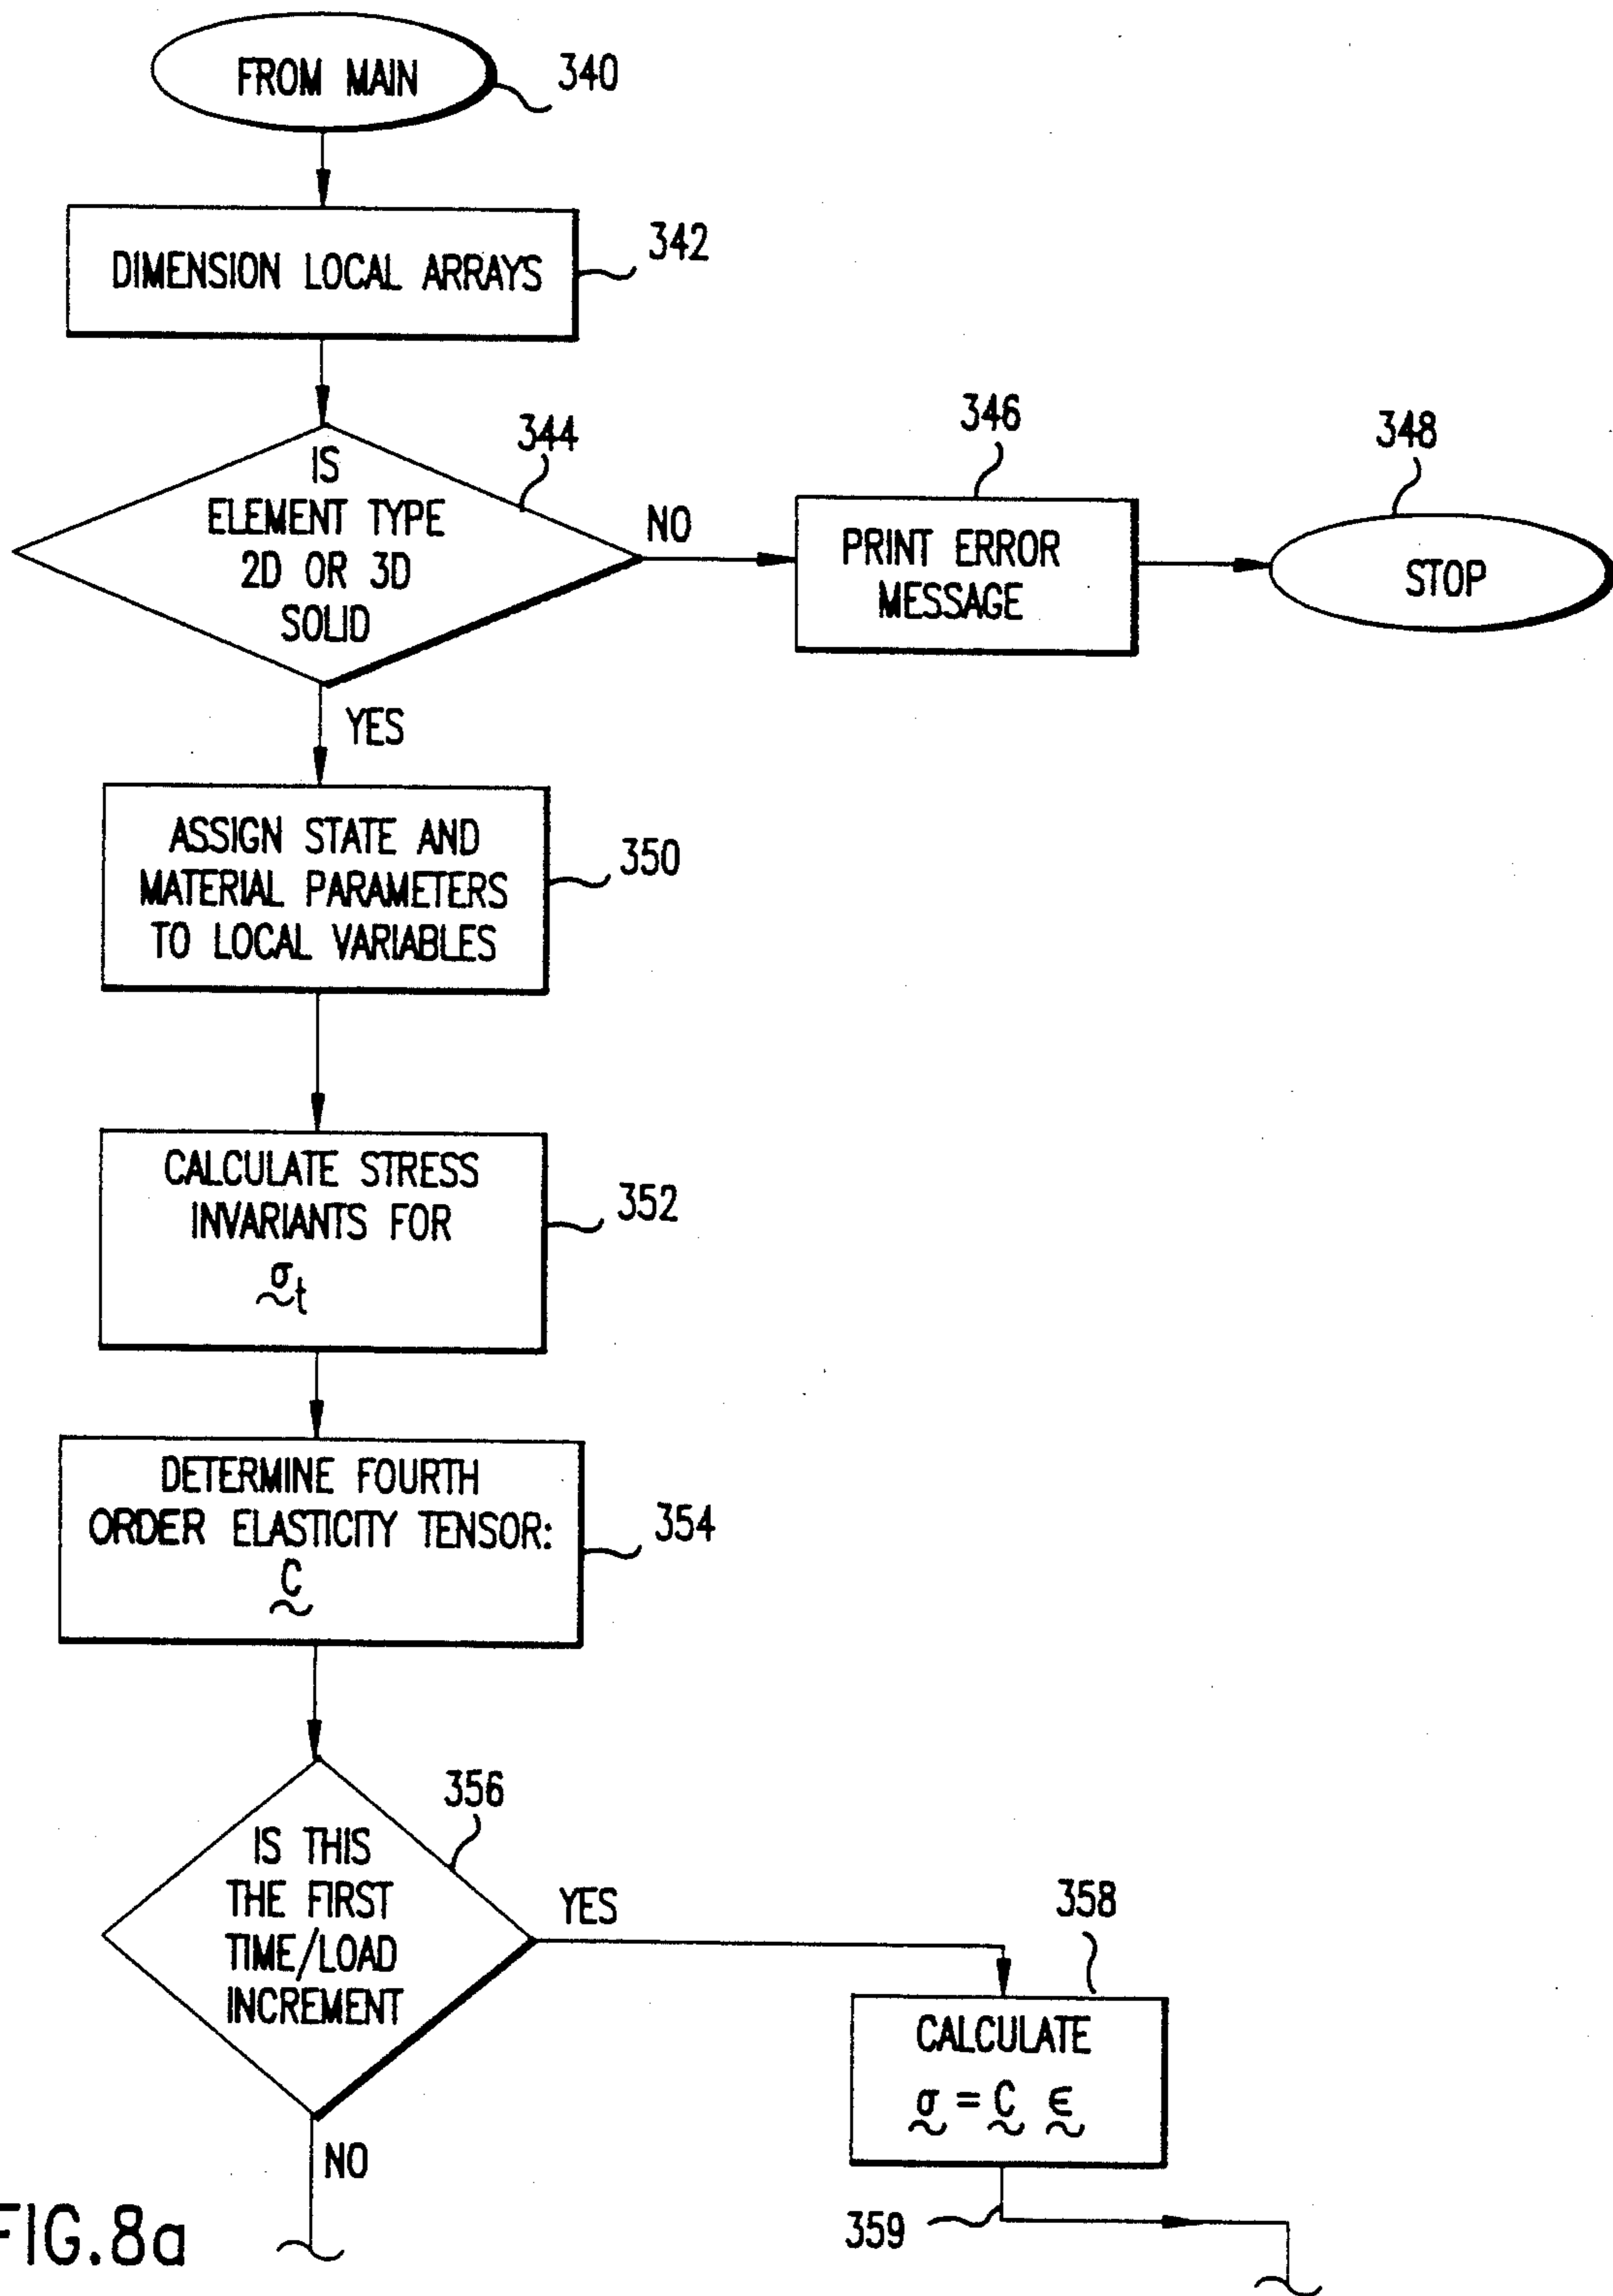 FROM MAIN
340
DIMENSION LOCAL ARRAYS
342
344
IS
ELEMENT TYPE
2D OR 3D
SOLID
NO
346
PRINT ERROR
MESSAGE
348
STOP
YES
ASSIGN STATE AND
MATERIAL PARAMETERS
TO LOCAL VARIABLES
350
CALCULATE STRESS
INVARIANTS FOR
σ̰t
352
DETERMINE FOURTH
ORDER ELASTICITY TENSOR:
C̰
354
356
IS THIS
THE FIRST
TIME/LOAD
INCREMENT
YES
358
CALCULATE
σ̰ = C̰ ϵ̰
NO
359
FIG.8a